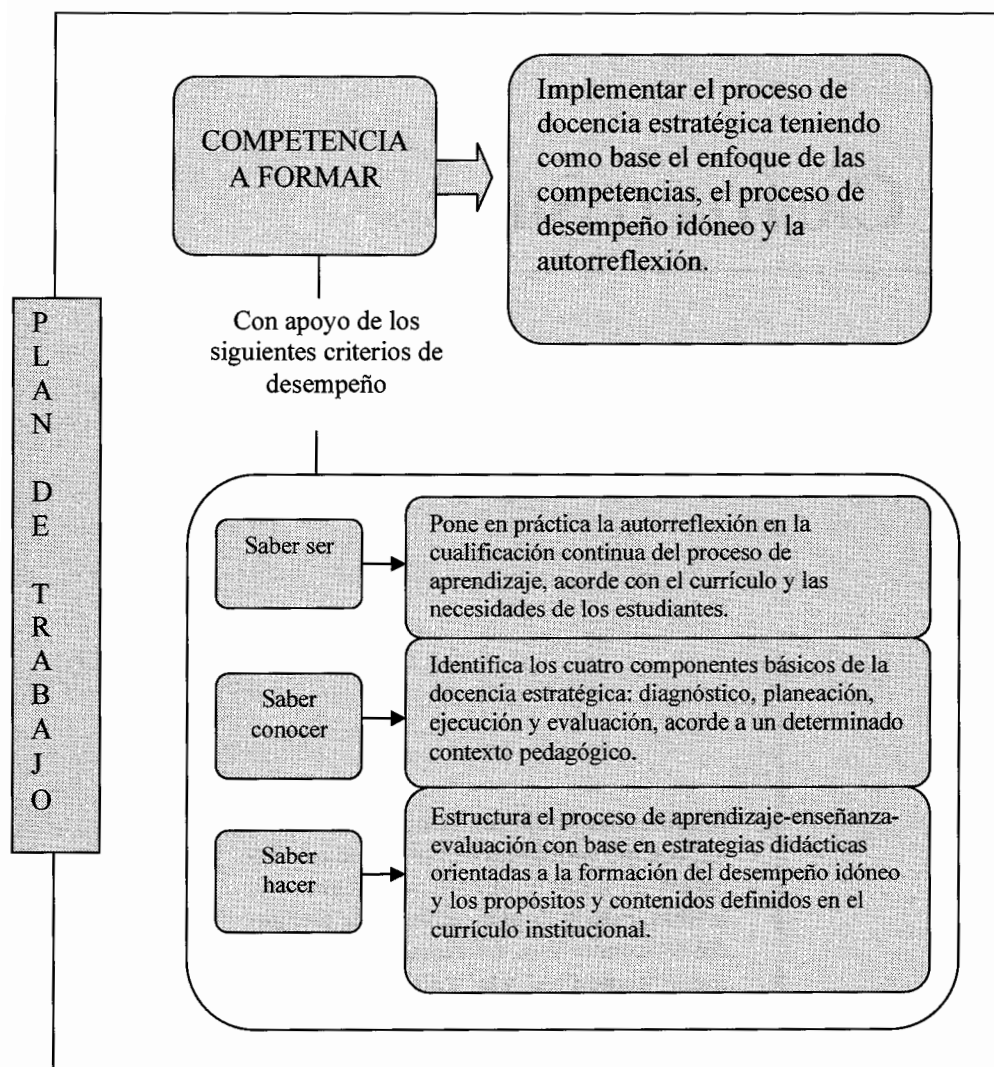 COMPETENCIA
A FORMAR
Implementar el proceso de
docencia estratégica teniendo
como base el enfoque de las
competencias, el proceso de
desempeño idóneo y la
autorreflexión.
Con apoyo de los
siguientes criterios de
desempeño
PLAN DE TRABAJO
Saber ser
Pone en práctica la autorreflexión en la
cualificación continua del proceso de
aprendizaje, acorde con el currículo y las
necesidades de los estudiantes.
Saber
conocer
Identifica los cuatro componentes básicos de la
docencia estratégica: diagnóstico, planeación,
ejecución y evaluación, acorde a un determinado
contexto pedagógico.
Saber
hacer
Estructura el proceso de aprendizaje-enseñanza-
evaluación con base en estrategias didácticas
orientadas a la formación del desempeño idóneo
y los propósitos y contenidos definidos en el
currículo institucional.